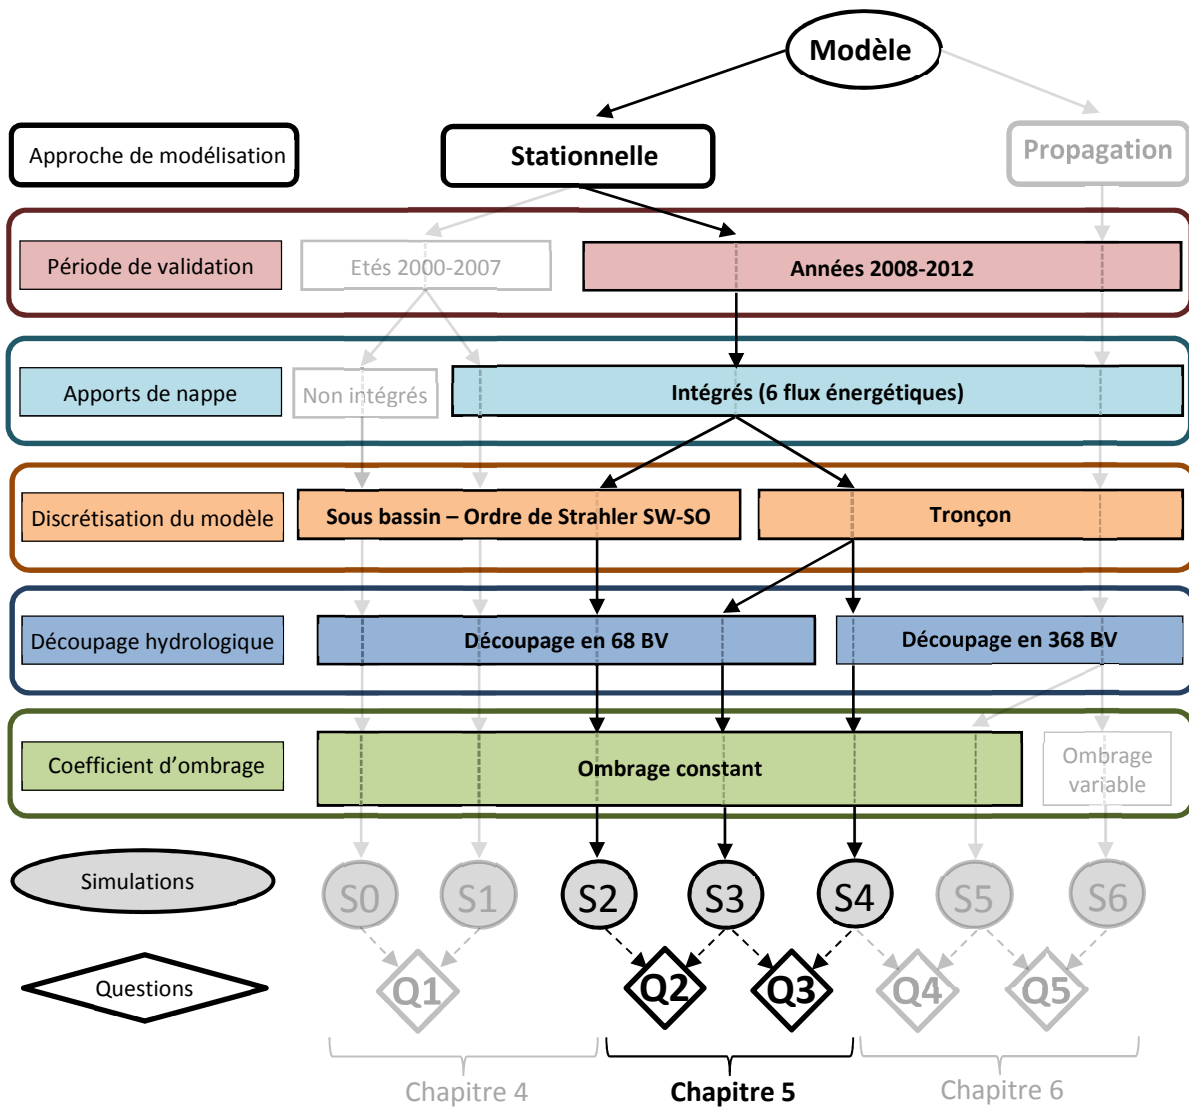 Modèle
Approche de modélisation
Stationnelle
Propagation
Période de validation
Etés 2000-2007
Années 2008-2012
Apports de nappe
Non intégrés
Intégrés (6 flux énergétiques)
Discrétisation du modèle
Sous bassin – Ordre de Strahler SW-SO
Tronçon
Découpage hydrologique
Découpage en 68 BV
Découpage en 368 BV
Coefficient d'ombrage
Ombrage constant
Ombrage
variable
Simulations
S0
S1
S2
S3
S4
S5
S6
Questions
Q1
Q2
Q3
Q4
Q5
Chapitre 4
Chapitre 5
Chapitre 6